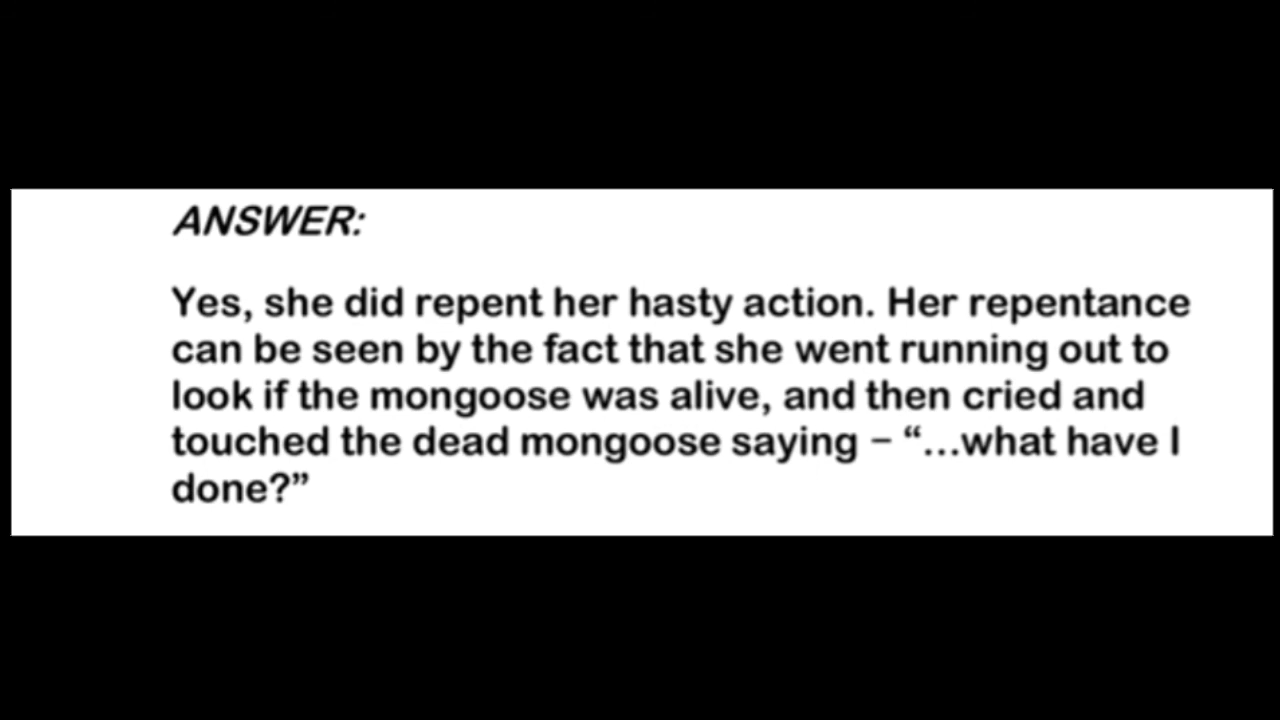 ANSWER:
Yes, she did repent her hasty action. Her repentance
can be seen by the fact that she went running out to
look if the mongoose was alive, and then cried and
touched the dead mongoose saying – “...what have I
done?”